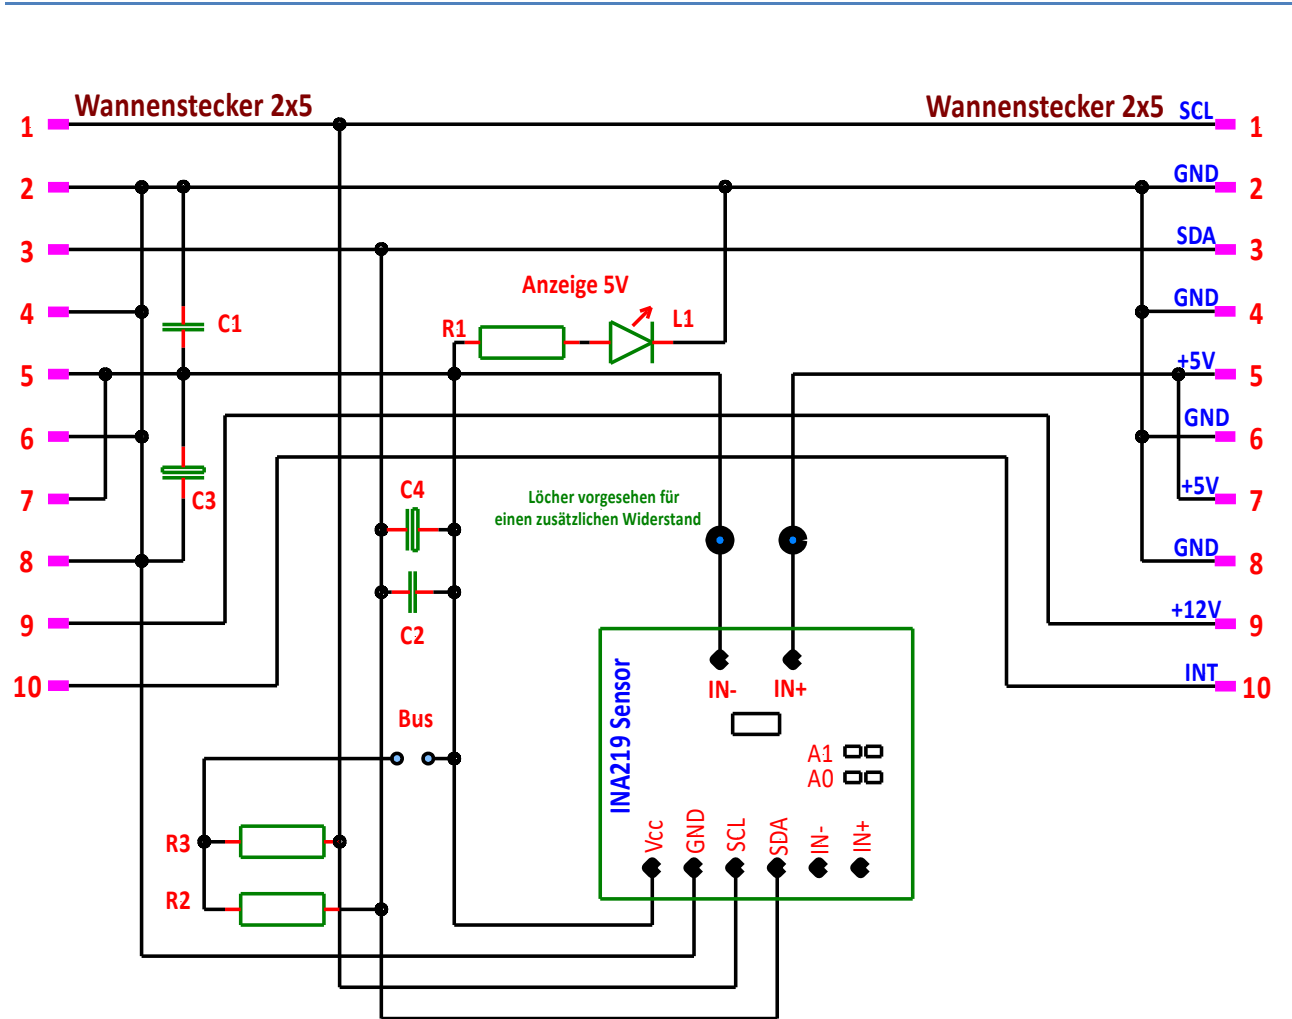 Wannenstecker 2x5
Wannenstecker 2x5 SCL
1
1
GND
2
2
SDA
3
3
Anzeige 5V
GND
4
4
C1
R1
L1
+5V
5
5
GND
6
6
C4
C3
Löcher vorgesehen für
einen zusätzlichen Widerstand
+5V
7
7
GND
8
8
+12V
9
9
C2
INT
10
10
IN-
IN+
Bus
INA219 Sensor
A1
A0
Vcc
GND
SCL
SDA
IN-
IN+
R3
R2